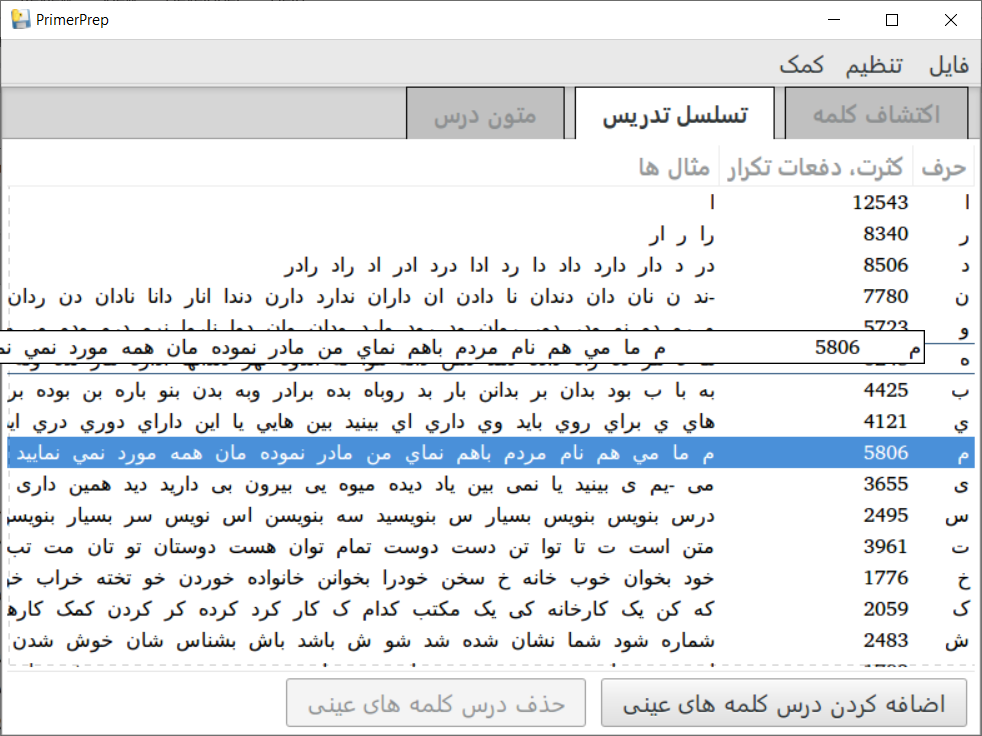 PrimerPrep
فایل تنظیم کمک
اکتشاف کلمه تسلسل تدریس متون درس
حرف کثرت، دفعات تکرار مثال ها
ا 12543 ا
ر 8340 را ر ار
د 8506 در د دار دارد داد دا رد ادا درد ادر اد راد رادر
ن 7780 -ند ن نان دان دندان نا دادن ان داران ندارد دارن دندا انار دانا نادان دن ردان
و 5723
م 5806 م ما مي هم نام مردم باهم نماي من مادر نموده مان همه مورد نمي
ه
ب 4425 به با ب بود بدان بر بدانن بار بد روباه بده برادر وبه بدن بنو باره بن بوده بر
ي 4121 هاي ي براي روي بايد وي داري اي بينيد بين هايي يا اين داراي دوري دري
م 5806 م ما مي هم نام مردم باهم نماي من مادر نموده مان همه مورد نمي نماييد
ی 3655 می -یم ی بینید یا نمی بین یاد دیده میوه یی بیرون بی دارید دید همین داری
س 2495 درس بنویس بنویس بسیار س بنویسید سه بنویسن اس نویس سر بسیار
ت 3961 متن است ت تا توا تن دست دوست تمام توان هست دوستان تو تان مت
خ 1776 خود بخوان خوب خانه خ سخن خودرا بخوانن خانواده خوردن خو تخته خراب
ک 2059 که کن یک کارخانه کی یک مکتب کدام ک کار کرد کرده کر کردن کمک
ش 2483 شماره شود شما نشان شده شد شو ش باشد باش بشناس شان خوش شدن
اضافه کردن درس کلمه های عینی حذف درس کلمه های عینی